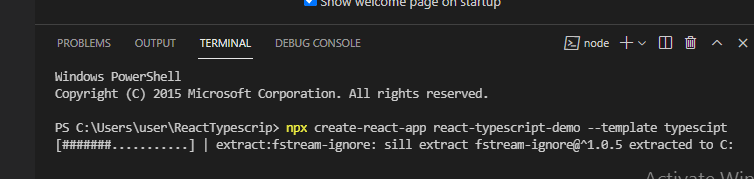 Show welcome page on startup
PROBLEMS OUTPUT TERMINAL DEBUG CONSOLE node
Windows PowerShell
Copyright (C) 2015 Microsoft Corporation. All rights reserved.
PS C:\Users\user\ReactTypescrip> npx create-react-app react-typescript-demo --template typescipt
[#######...........] | extract:fstream-ignore: sill extract fstream-ignore@^1.0.5 extracted to C:
Activate Win